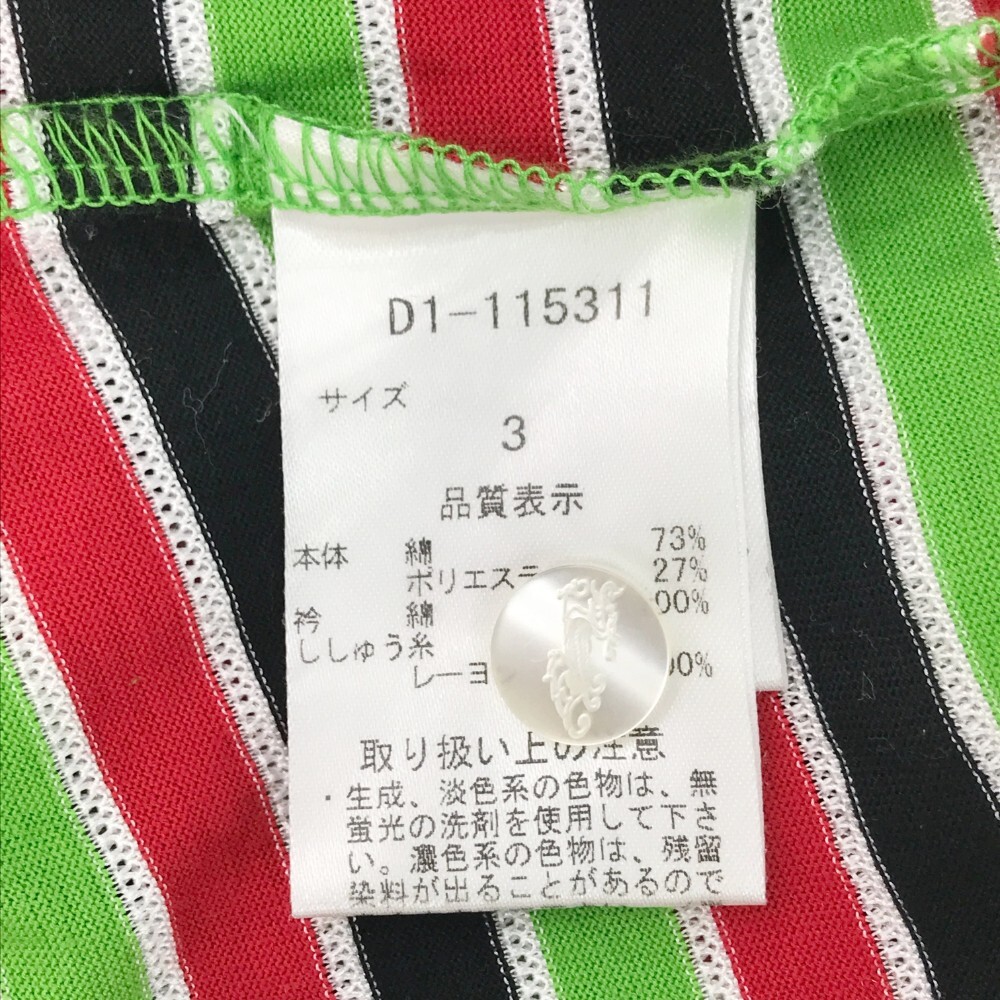 D1-115311
サイズ
3
品質表示
本体 綿 73%
ポリエステ 27%
衿 綿 00%
ししゅう糸
レーヨ 00%
取り扱い上の注意
・生成、淡色系の色物は、無
蛍光の洗剤を使用して下さ
い。濃色系の色物は、残留
染料が出ることがあるので